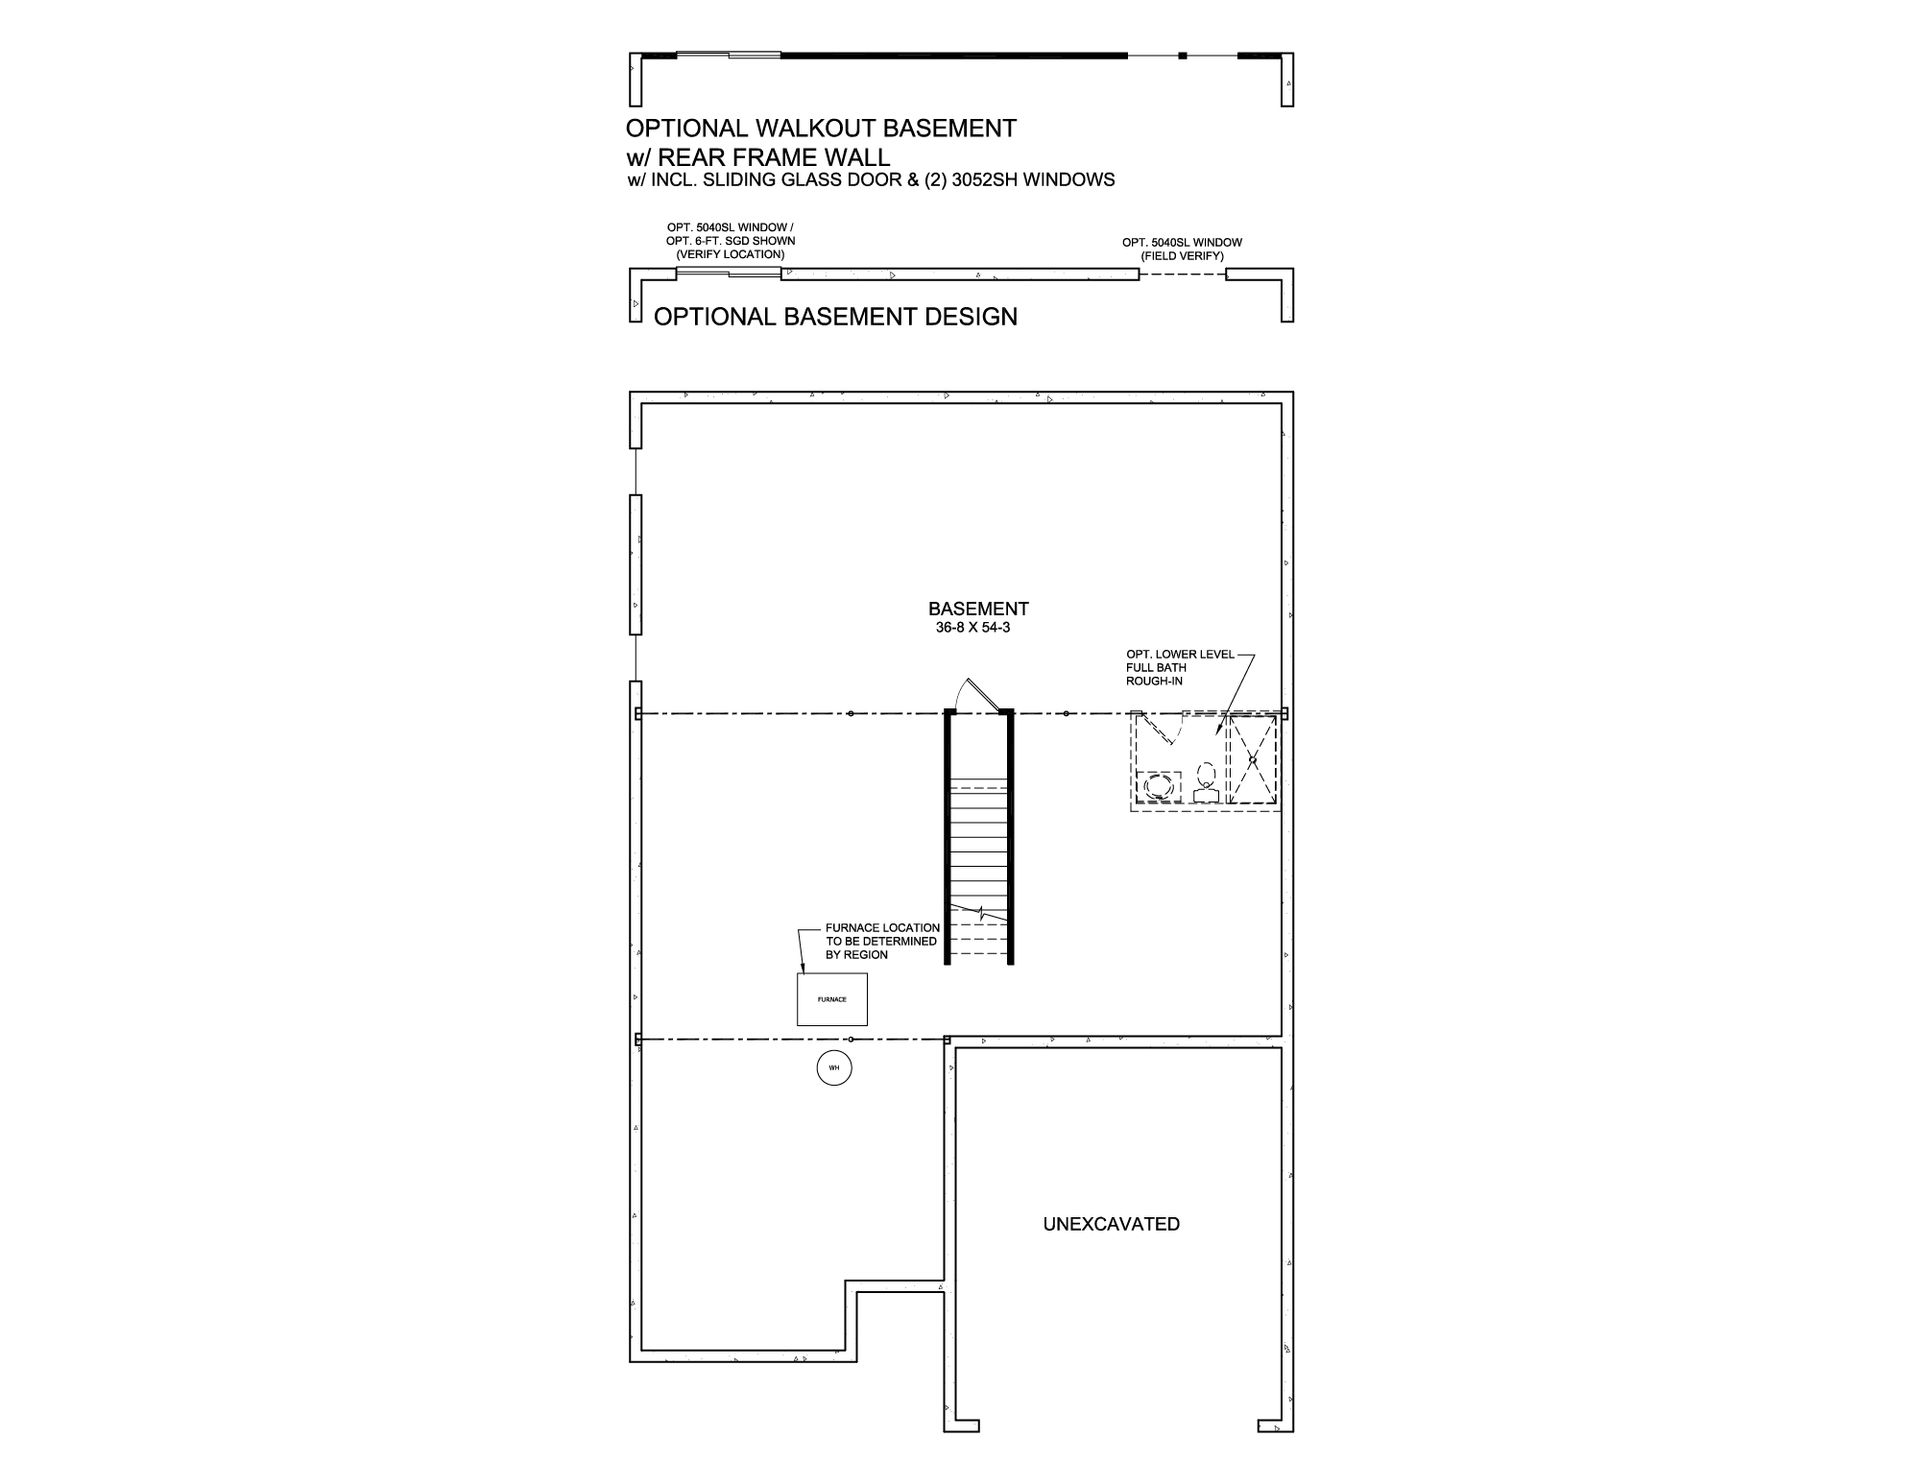 OPTIONAL WALKOUT BASEMENT
w/ REAR FRAME WALL
w/ INCL. SLIDING GLASS DOOR & (2) 3052SH WINDOWS
OPT. 5040SL WINDOW /
OPT. 6-FT. SGD SHOWN
(VERIFY LOCATION)
OPT. 5040SL WINDOW
(FIELD VERIFY)
OPTIONAL BASEMENT DESIGN
BASEMENT
36-8 X 54-3
OPT. LOWER LEVEL
FULL BATH
ROUGH-IN
FURNACE LOCATION
TO BE DETERMINED
BY REGION
FURNACE
WH
UNEXCAVATED